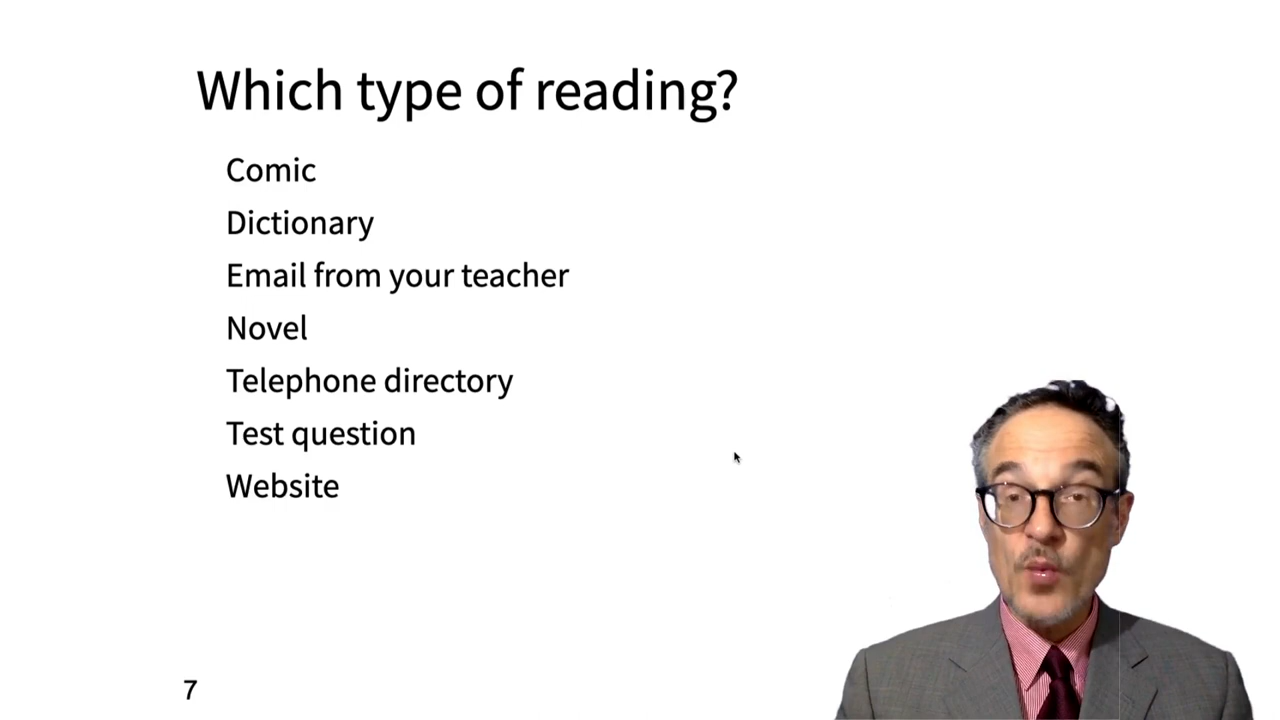 Which type of reading?
Comic
Dictionary
Email from your teacher
Novel
Telephone directory
Test question
Website
7